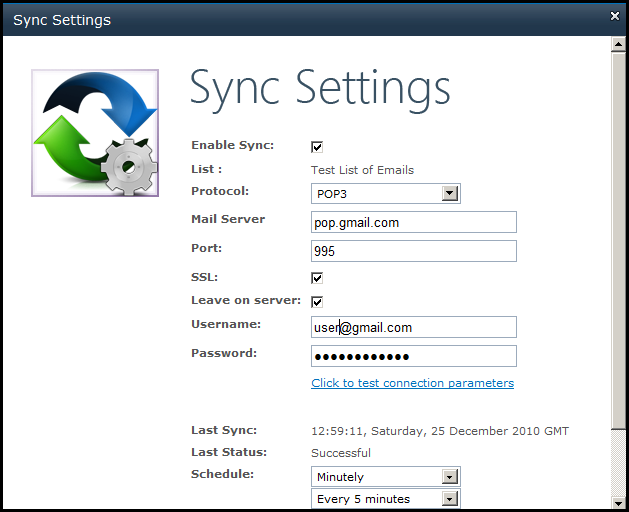 Sync Settings
Sync Settings
Enable Sync:
List : Test List of Emails
Protocol: POP3
Mail Server pop.gmail.com
Port: 995
SSL:
Leave on server:
Username: user@gmail.com
Password: ●●●●●●●●●●●●
Click to test connection parameters
Last Sync: 12:59:11, Saturday, 25 December 2010 GMT
Last Status: Successful
Schedule: Minutely
Every 5 minutes